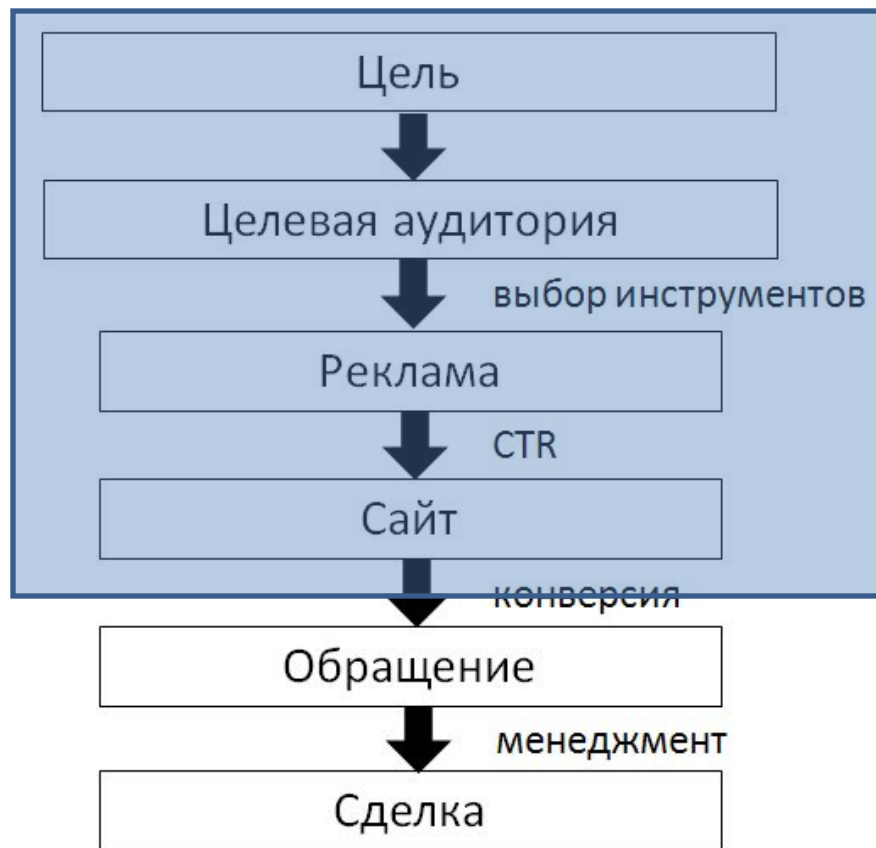 Цель
Целевая аудитория
выбор инструментов
Реклама
CTR
Сайт
конверсия
Обращение
менеджмент
Сделка